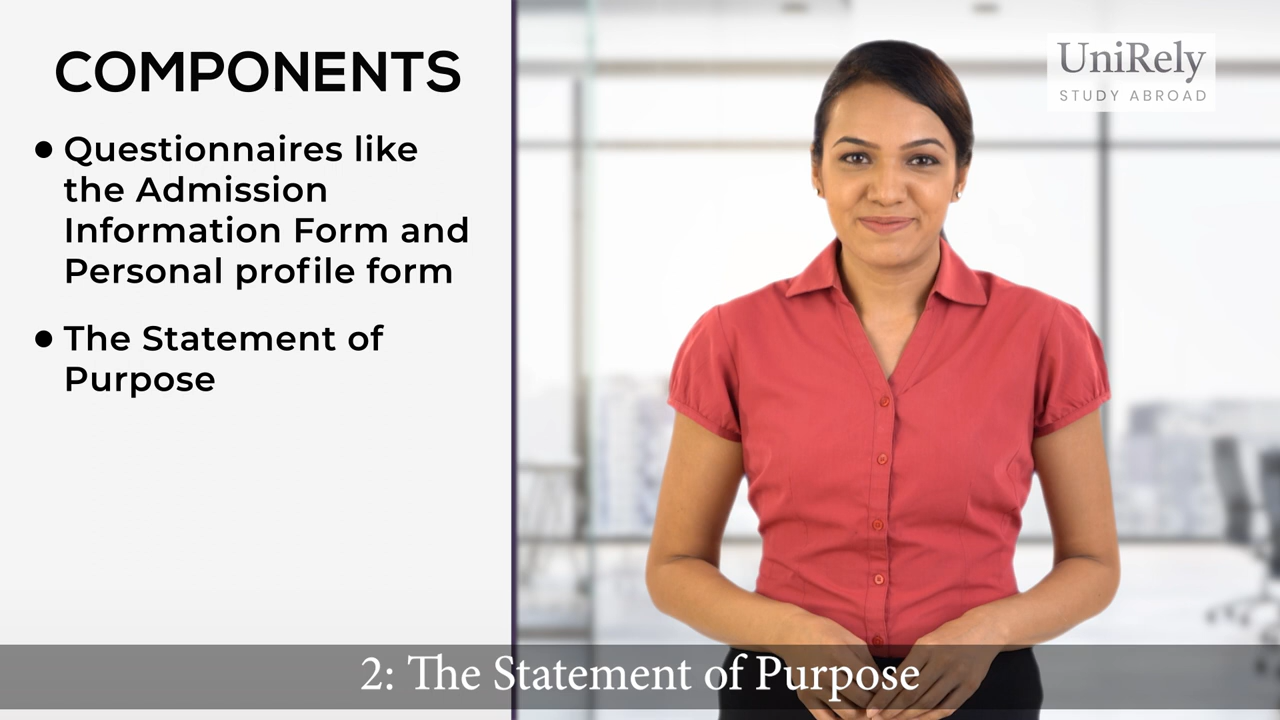 COMPONENTS
● Questionnaires like
the Admission
Information Form and
Personal profile form
● The Statement of
Purpose
UniRely
STUDY ABROAD
2: The Statement of Purpose